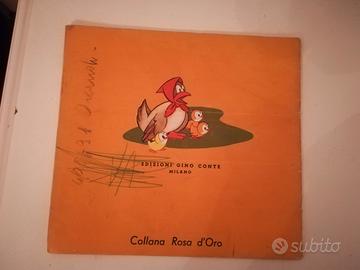 EDIZIONI GINO CONTE
MILANO
Collana Rosa d'Oro
subito